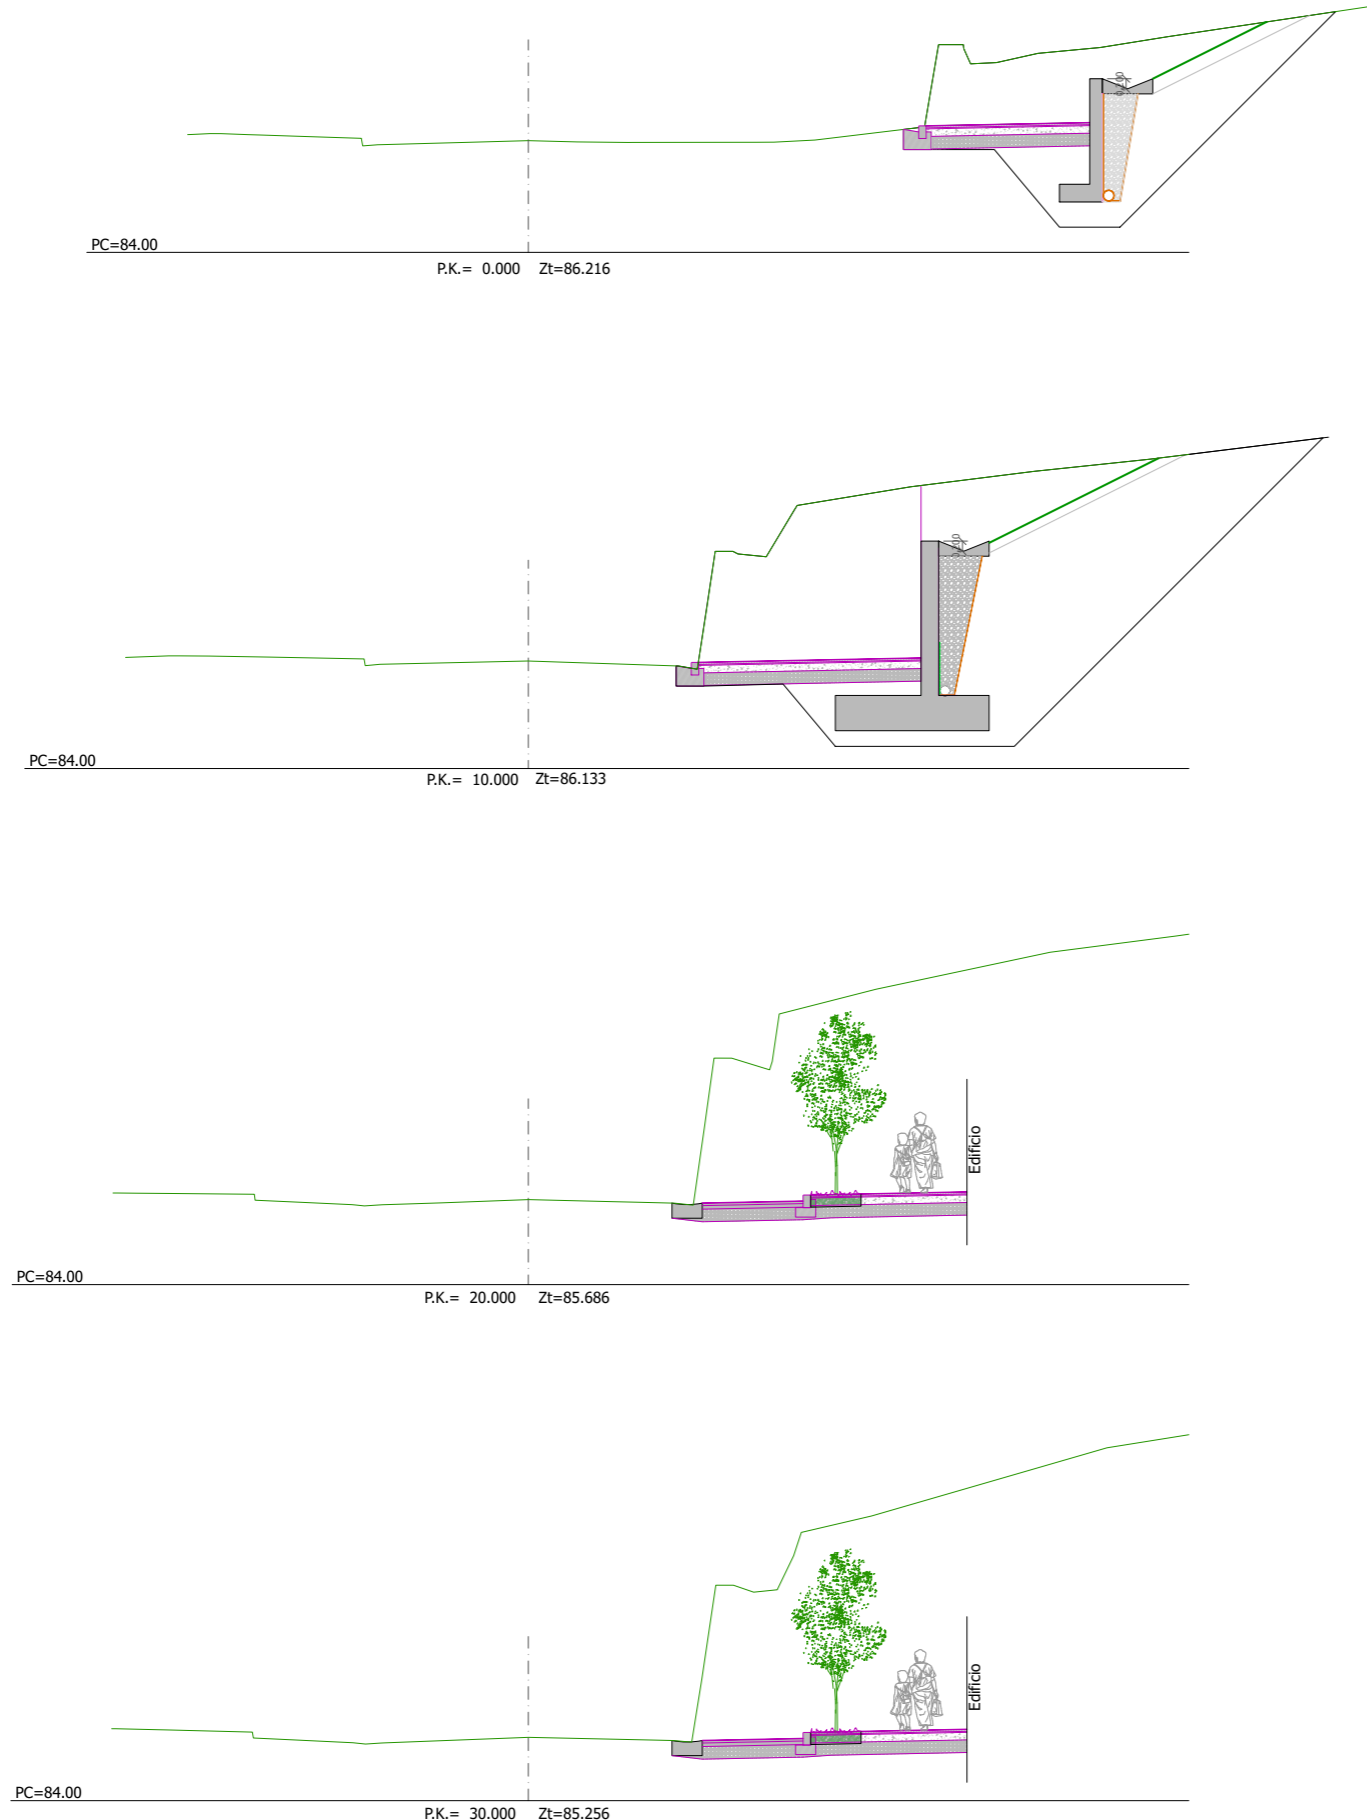 PC=84.00
P.K.= 0.000 Zt=86.216
PC=84.00
P.K.= 10.000 Zt=86.133
Edificio
PC=84.00
P.K.= 20.000 Zt=85.686
Edificio
PC=84.00
P.K.= 30.000 Zt=85.256